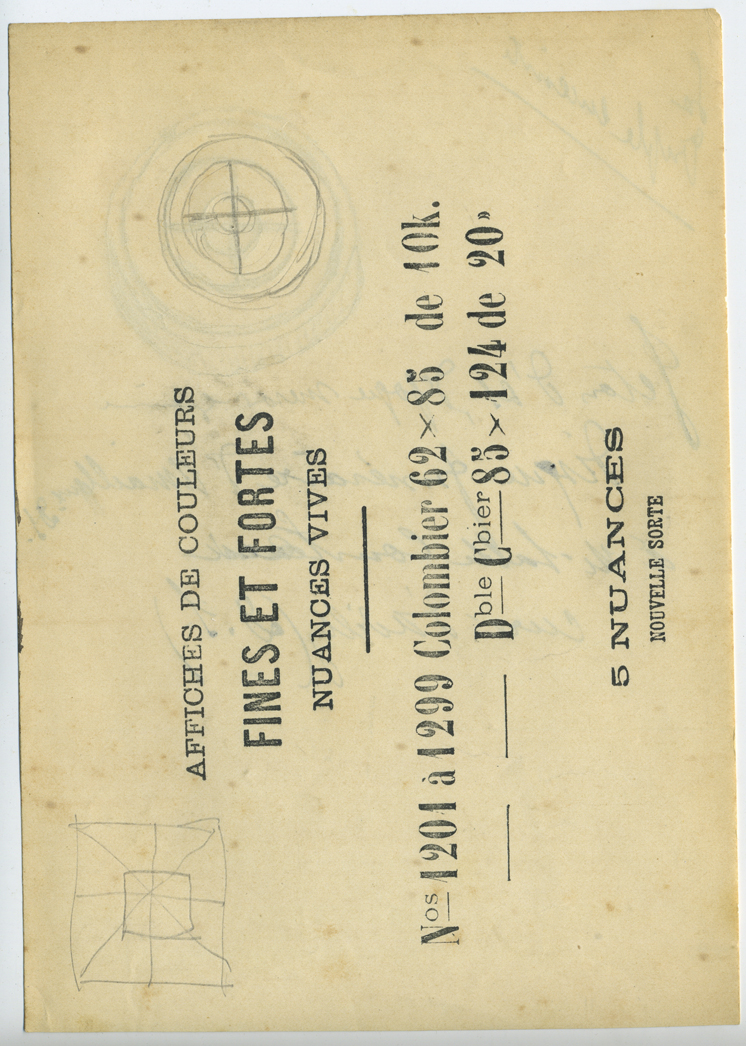 AFFICHES DE COULEURS
FINES ET FORTES
NUANCES VIVES
Nos 1201 à 1299 Colombier 62×85 de 10k.
Dble Cbier 85×124 de 20»
5 NUANCES
NOUVELLE SORTE